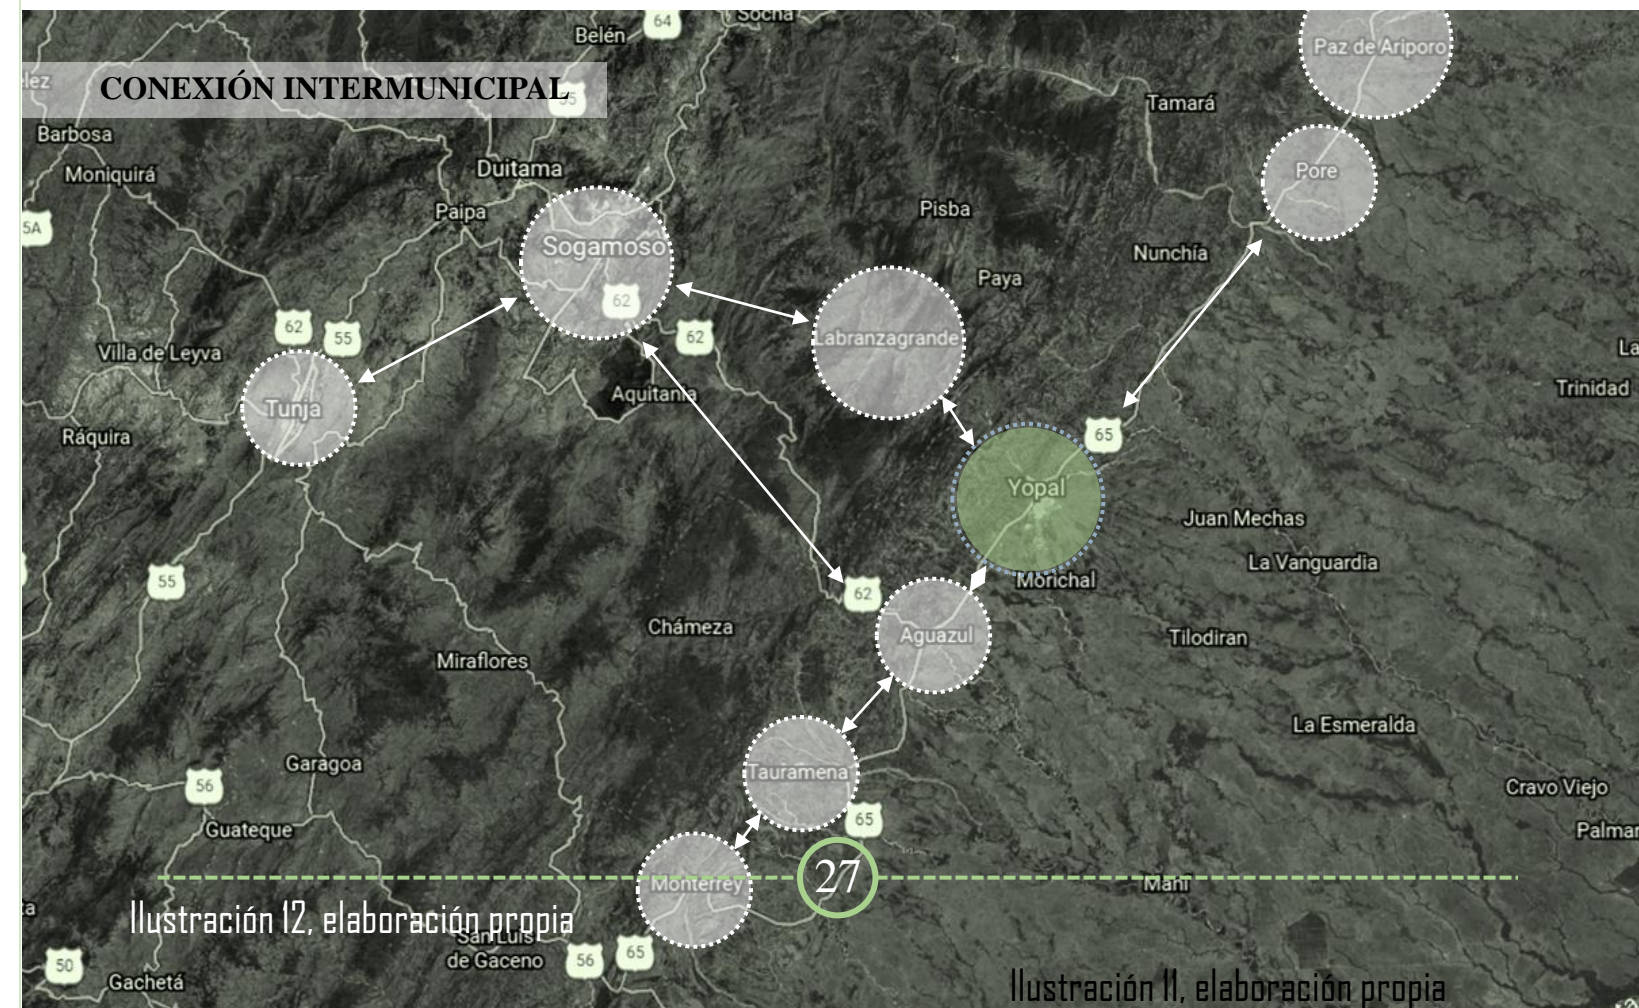 Socha
64
Belén
Paz de Ariporo
CONEXIÓN INTERMUNICIPAL
55
Tamará
Barbosa
Moniquirá
Duitama
Pore
Paipa
Pisba
5A
Sogamoso
Nunchía
Paya
62
62
55
62
Labranzagrande
Villa de Leyva
Aquitania
Trinidad
Tunja
Ráquira
65
Yopal
Juan Mechas
La Vanguardia
55
62
Morichal
Chámeza
Aguazul
Tilodiran
Miraflores
La Esmeralda
Garagoa
Tauramena
56
Cravo Viejo
65
Guateque
27
Monterrey
Maní
Ilustración 12, elaboración propia
San Luis
de Gaceno
56
65
50
Gachetá
Ilustración 11, elaboración propia